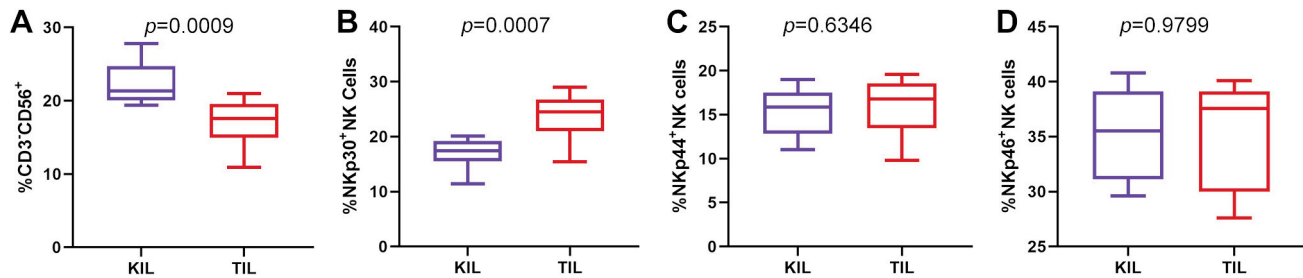 A
p=0.0009
%CD3-CD56+
30
20
10
0
KIL
TIL
B
p=0.0007
%NKp30+NK Cells
40
30
20
10
0
KIL
TIL
C
p=0.6346
%NKp44+NK cells
25
20
15
10
5
0
KIL
TIL
D
p=0.9799
%NKp46+NK cells
45
40
35
30
25
KIL
TIL